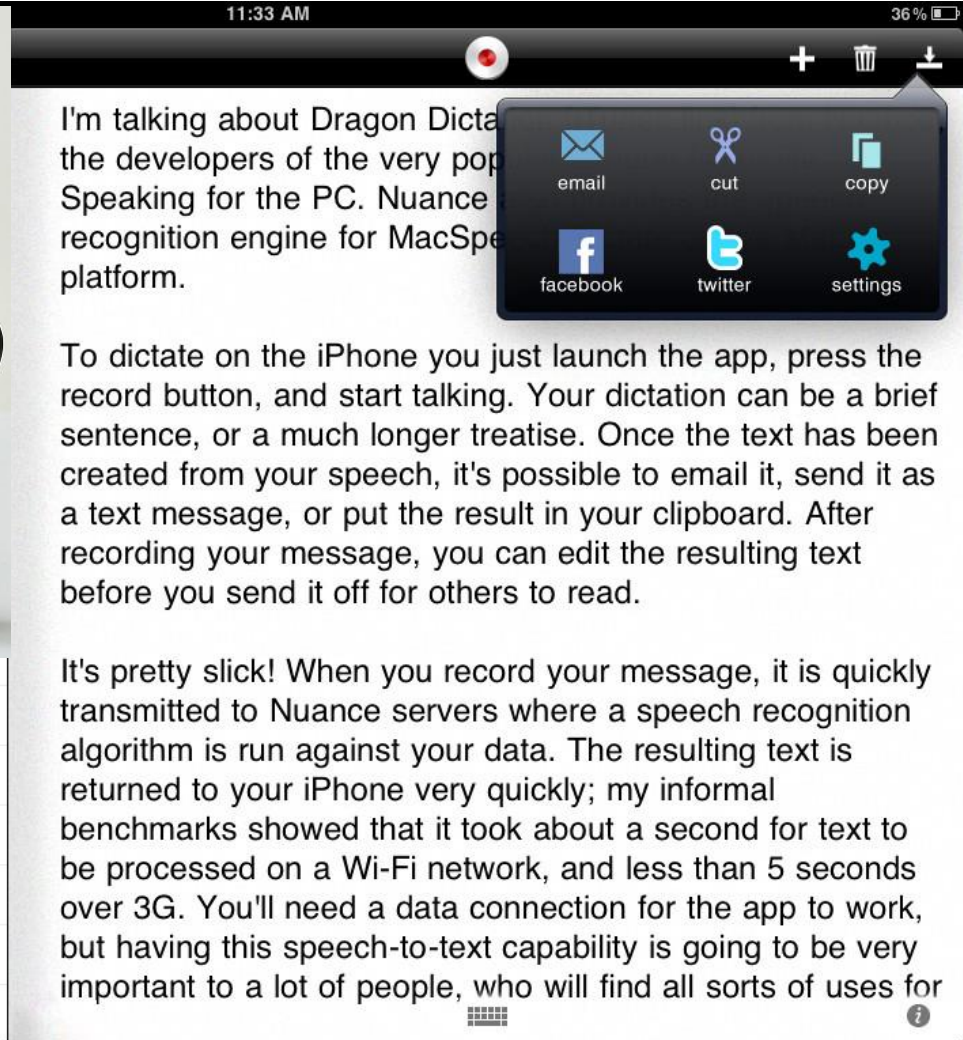 11:33 AM
36%
I'm talking about Dragon
the developers of the very
Speaking for the PC. Nuance
recognition engine for
platform.
email
cut
copy
facebook
twitter
settings
To dictate on the iPhone you just launch the app, press the
record button, and start talking. Your dictation can be a brief
sentence, or a much longer treatise. Once the text has been
created from your speech, it's possible to email it, send it as
a text message, or put the result in your clipboard. After
recording your message, you can edit the resulting text
before you send it off for others to read.
It's pretty slick! When you record your message, it is quickly
transmitted to Nuance servers where a speech recognition
algorithm is run against your data. The resulting text is
returned to your iPhone very quickly; my informal
benchmarks showed that it took about a second for text to
be processed on a Wi-Fi network, and less than 5 seconds
over 3G. You'll need a data connection for the app to work,
but having this speech-to-text capability is going to be very
important to a lot of people, who will find all sorts of uses for